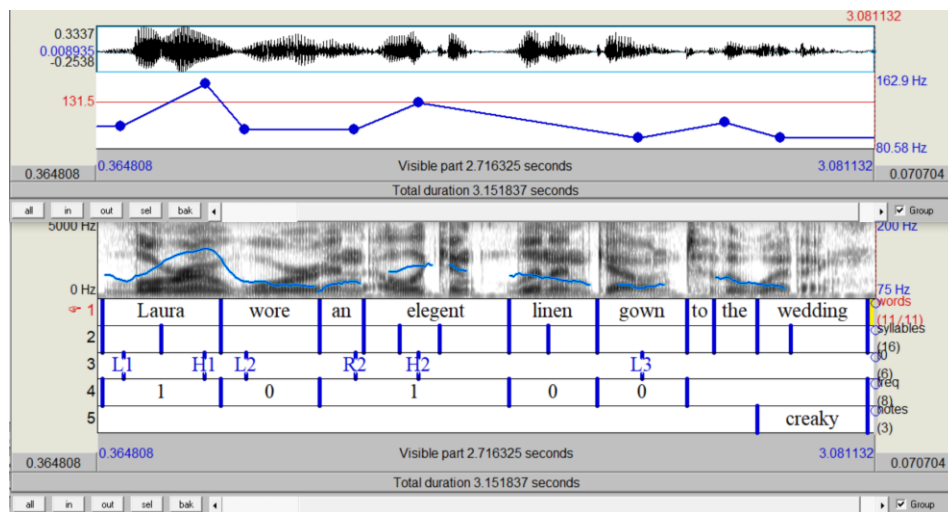 3.081132
0.3337
0.008935
-0.2538
162.9 Hz
131.5
80.58 Hz
0.364808 0.364808 Visible part 2.716325 seconds 3.081132 0.070704
Total duration 3.151837 seconds
all in out sel bak Group
5000 Hz 200 Hz
0 Hz 75 Hz
1 Laura wore an elegent linen gown to the wedding words (11/11)
2 syllables (16)
3 L1 H1 L2 R2 H2 L3 (6)
4 1 0 1 0 0 freq (8)
5 creaky notes (3)
0.364808 0.364808 Visible part 2.716325 seconds 3.081132 0.070704
Total duration 3.151837 seconds
all in out sel bak Group